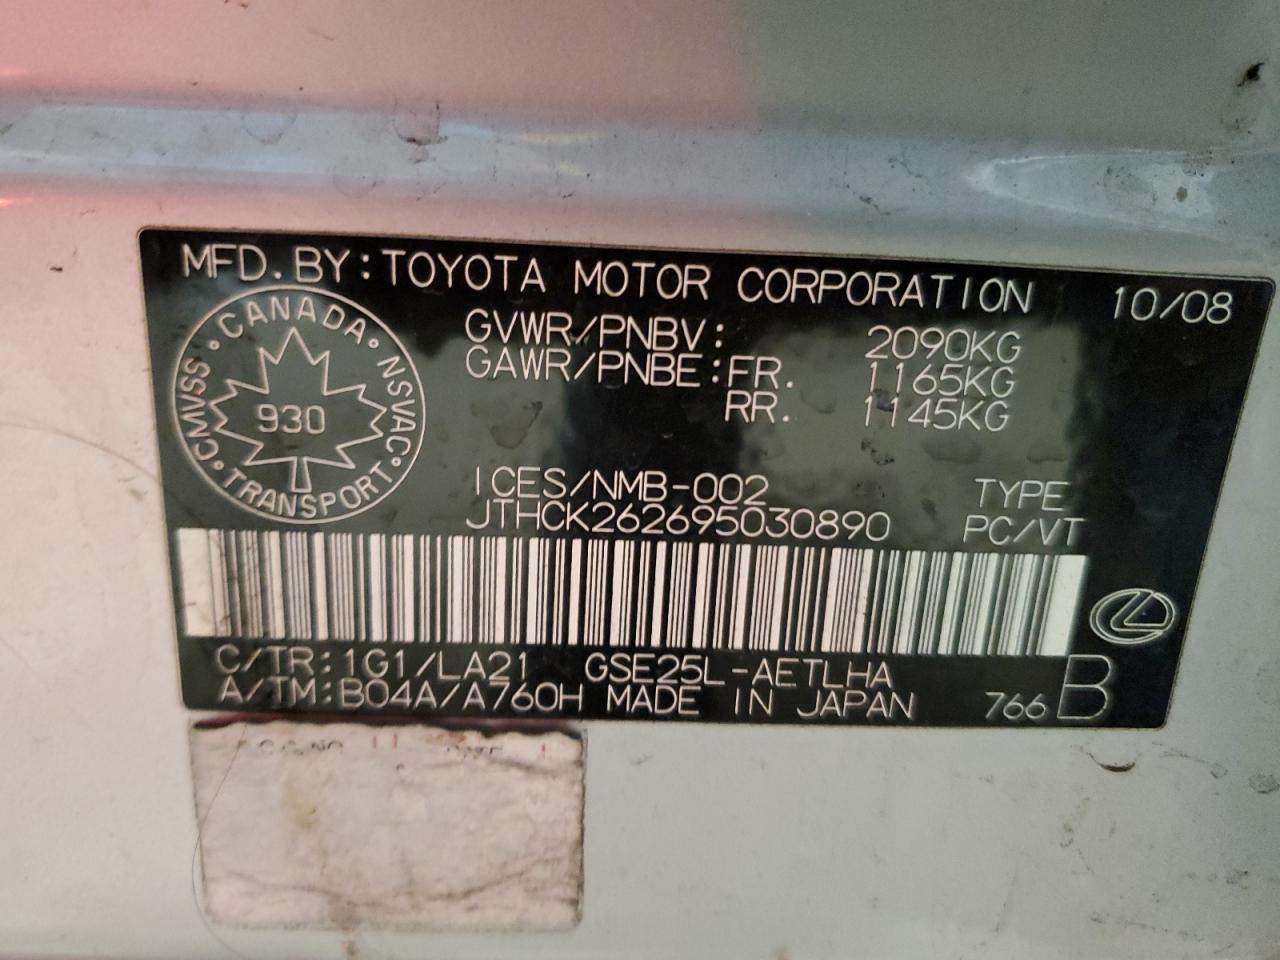 MFD. BY: TOYOTA MOTOR CORPORATION 10/08
CANADA · NSVAC · TRANSPORT · CMVSS ·
930
GVWR/PNBV: 2090KG
GAWR/PNBE: FR. 1165KG
RR. 1145KG
ICES/NMB-002 TYPE
JTHCK262695030890 PC/VT
C/TR: 1G1/LA21 GSE25L-AETLHA
A/TM: B04A/A760H MADE IN JAPAN 766 B